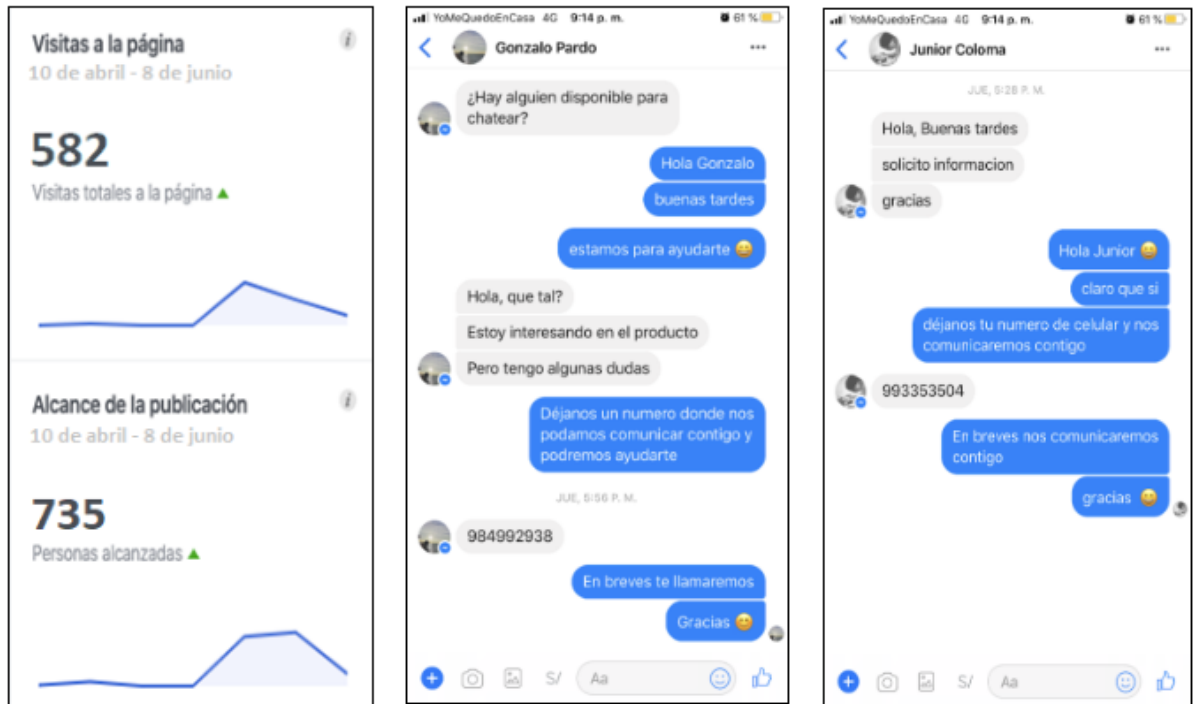 Visitas a la página
10 de abril - 8 de junio
582
Visitas totales a la página
Alcance de la publicación
10 de abril - 8 de junio
735
Personas alcanzadas
YoMeQuedoEnCasa 4G 9:14 p. m. 61 %
Gonzalo Pardo
¿Hay alguien disponible para
chatear?
Hola Gonzalo
buenas tardes
estamos para ayudarte
Hola, que tal?
Estoy interesando en el producto
Pero tengo algunas dudas
Déjanos un numero donde nos
podamos comunicar contigo y
podremos ayudarte
JUE, 5:56 P. M.
984992938
En breves te llamaremos
Gracias
S/ Aa
YoMeQuedoEnCasa 4G 9:14 p. m. 61 %
Junior Coloma
JUE, 5:28 P. M.
Hola, Buenas tardes
solicito informacion
gracias
Hola Junior
claro que si
déjanos tu numero de celular y nos
comunicaremos contigo
993353504
En breves nos comunicaremos
contigo
gracias
S/ Aa